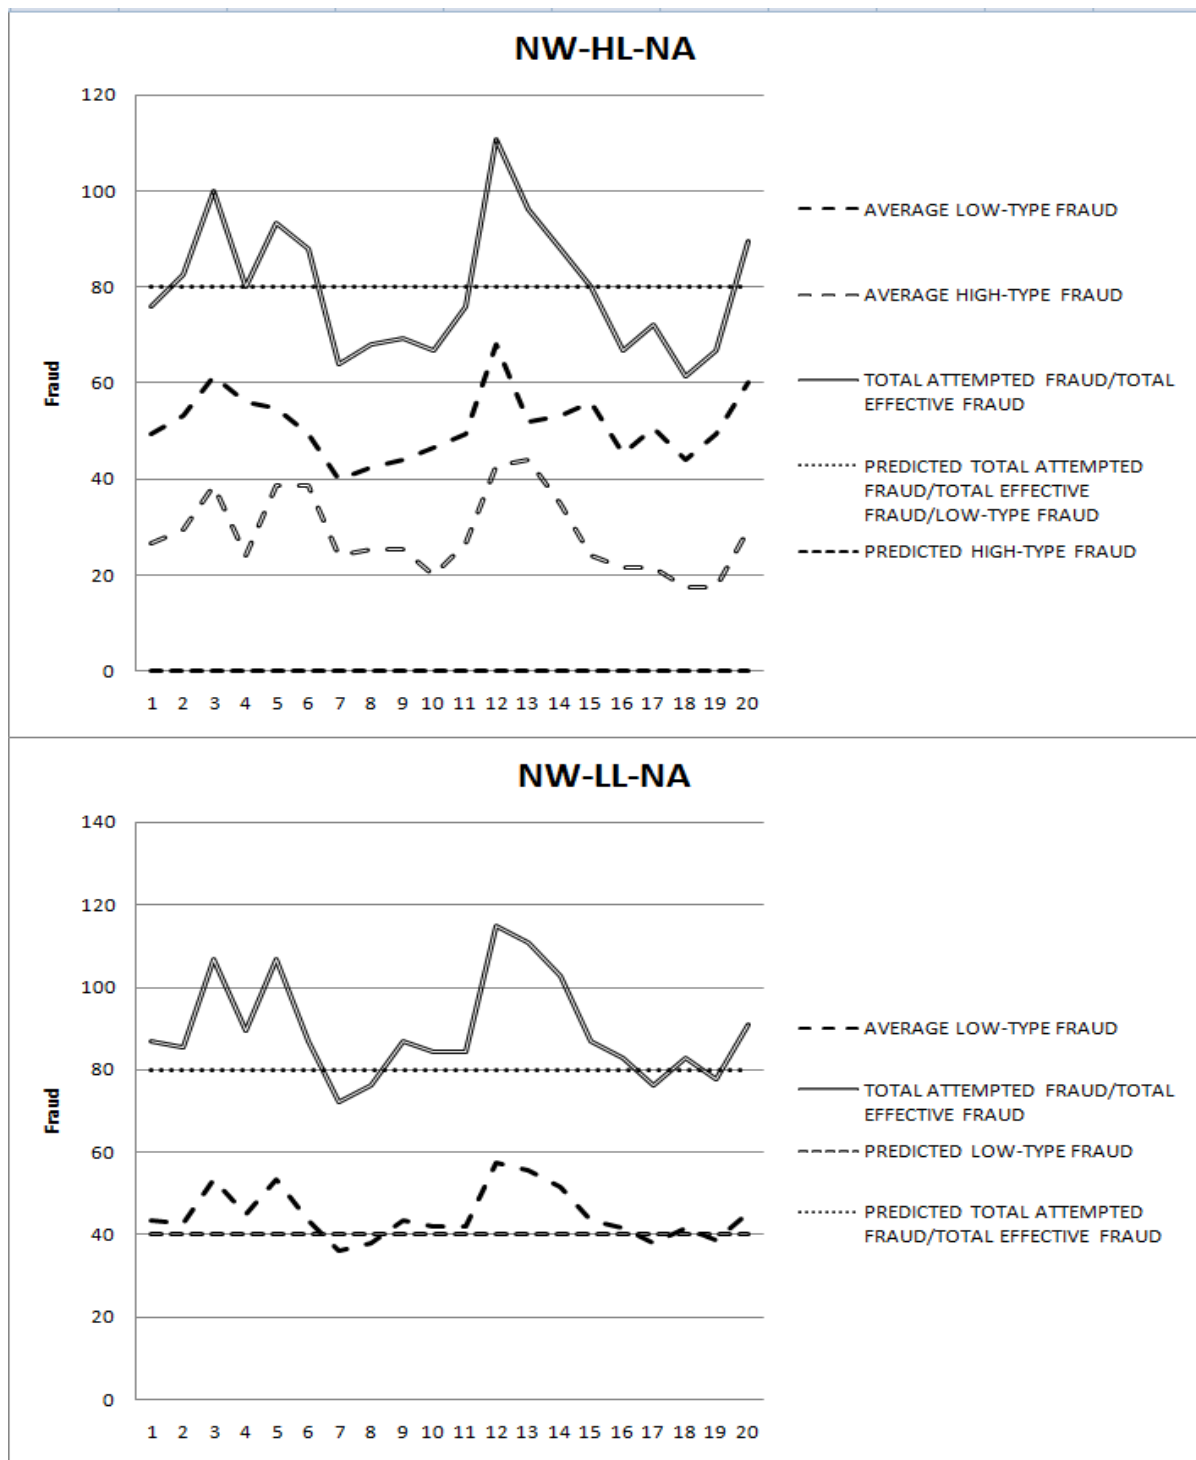 NW-HL-NA
120
100
80
60
40
20
0
Fraud
1 2 3 4 5 6 7 8 9 10 11 12 13 14 15 16 17 18 19 20
AVERAGE LOW-TYPE FRAUD
AVERAGE HIGH-TYPE FRAUD
TOTAL ATTEMPTED FRAUD/TOTAL
EFFECTIVE FRAUD
PREDICTED TOTAL ATTEMPTED
FRAUD/TOTAL EFFECTIVE
FRAUD/LOW-TYPE FRAUD
PREDICTED HIGH-TYPE FRAUD
NW-LL-NA
140
120
100
80
60
40
20
0
Fraud
1 2 3 4 5 6 7 8 9 10 11 12 13 14 15 16 17 18 19 20
AVERAGE LOW-TYPE FRAUD
TOTAL ATTEMPTED FRAUD/TOTAL
EFFECTIVE FRAUD
PREDICTED LOW-TYPE FRAUD
PREDICTED TOTAL ATTEMPTED
FRAUD/TOTAL EFFECTIVE FRAUD